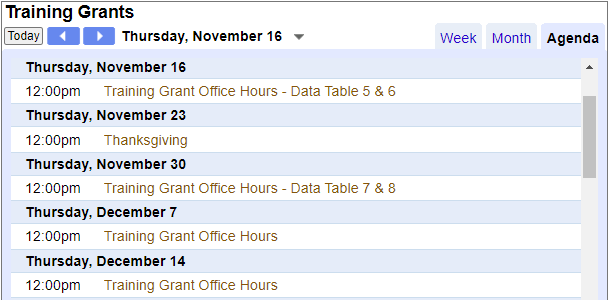 Training Grants
Today Thursday, November 16 Week Month Agenda
Thursday, November 16
12:00pm Training Grant Office Hours - Data Table 5 & 6
Thursday, November 23
12:00pm Thanksgiving
Thursday, November 30
12:00pm Training Grant Office Hours - Data Table 7 & 8
Thursday, December 7
12:00pm Training Grant Office Hours
Thursday, December 14
12:00pm Training Grant Office Hours